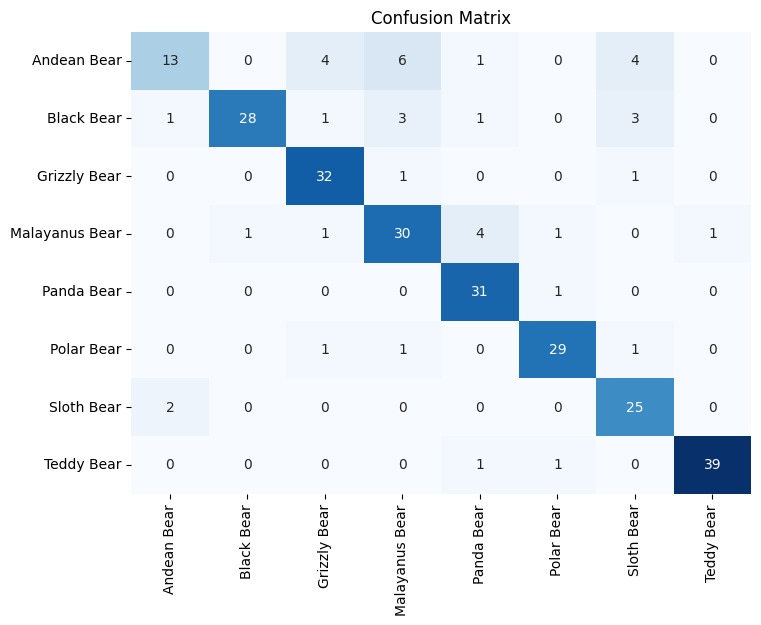 Confusion Matrix
Andean Bear 13 0 4 6 1 0 4 0
Black Bear 1 28 1 3 1 0 3 0
Grizzly Bear 0 0 32 1 0 0 1 0
Malayanus Bear 0 1 1 30 4 1 0 1
Panda Bear 0 0 0 0 31 1 0 0
Polar Bear 0 0 1 1 0 29 1 0
Sloth Bear 2 0 0 0 0 0 25 0
Teddy Bear 0 0 0 0 1 1 0 39
Andean Bear
Black Bear
Grizzly Bear
Malayanus Bear
Panda Bear
Polar Bear
Sloth Bear
Teddy Bear